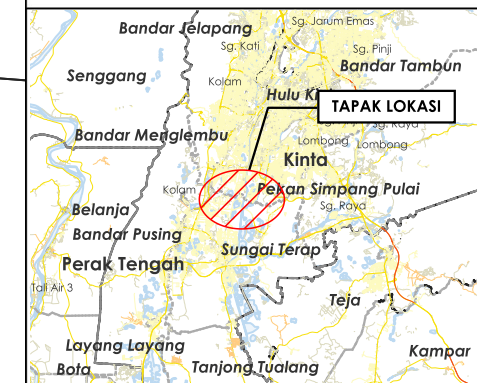 Bandar Jelapang
Sg. Jarum Emas
Sg. Kati
Sg. Pinji
Bandar Tambun
Senggang
Kolam
Hulu
TAPAK LOKASI
Sg. Raya
Bandar Menglembu
Lombong
Lombong
Kinta
Kolam
Pekan Simpang Pulai
Sg. Raya
Belanja
Bandar Pusing
Sungai Terap
Perak Tengah
Tali Air 3
Teja
Layang Layang
Kampar
Bota
Tanjong Tualang